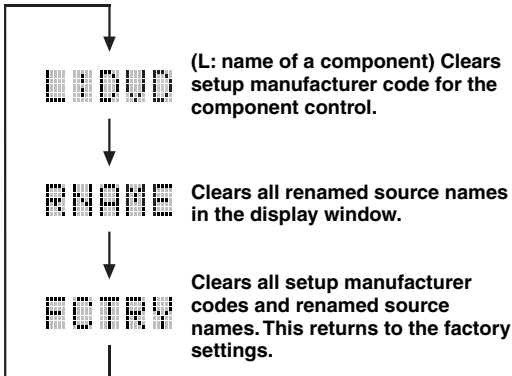 L:DVD
(L: name of a component) Clears
setup manufacturer code for the
component control.
RNAME
Clears all renamed source names
in the display window.
FCTRY
Clears all setup manufacturer
codes and renamed source
names. This returns to the factory
settings.